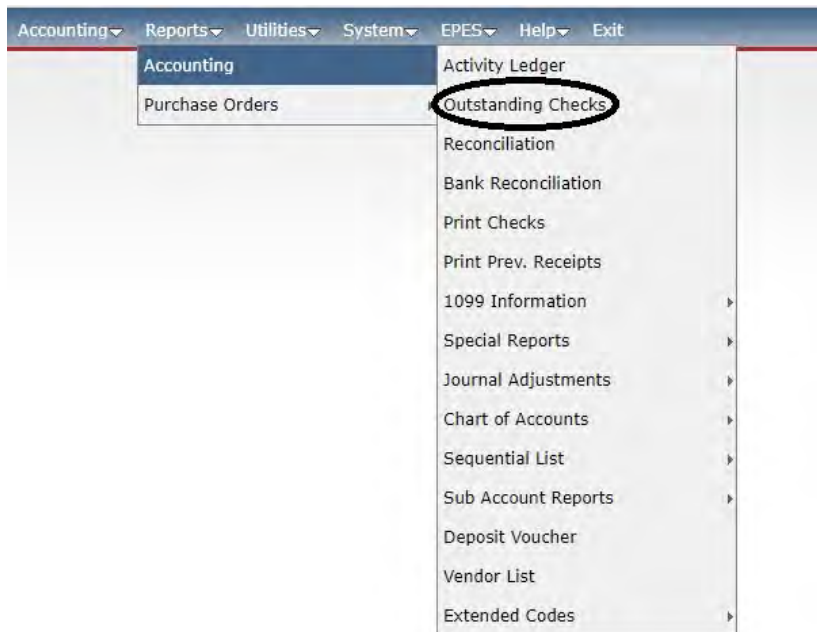 Accounting Reports Utilities System EPES Help Exit
Accounting
Purchase Orders
Activity Ledger
Outstanding Checks
Reconciliation
Bank Reconciliation
Print Checks
Print Prev. Receipts
1099 Information
Special Reports
Journal Adjustments
Chart of Accounts
Sequential List
Sub Account Reports
Deposit Voucher
Vendor List
Extended Codes